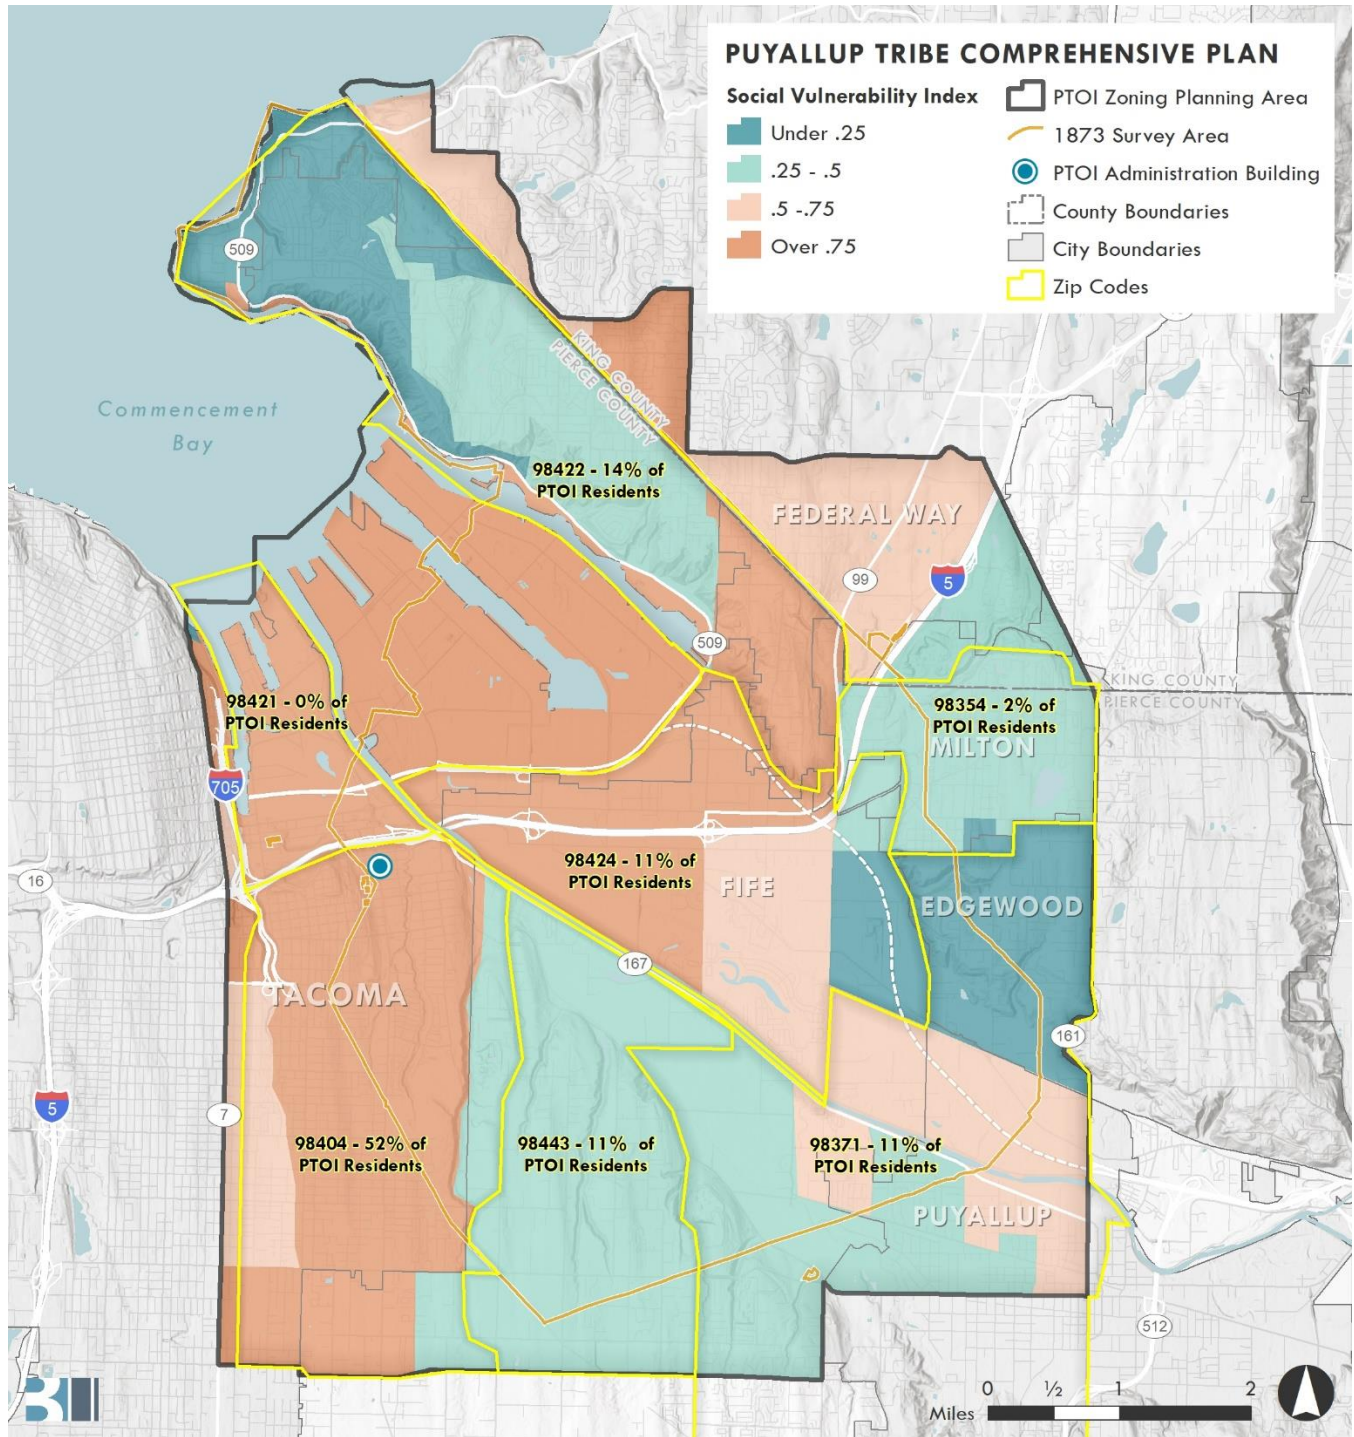 PUYALLUP TRIBE COMPREHENSIVE PLAN
Social Vulnerability Index
Under .25
.25 - .5
.5 -.75
Over .75
PTOI Zoning Planning Area
1873 Survey Area
PTOI Administration Building
County Boundaries
City Boundaries
Zip Codes
509
KING COUNTY
PIERCE COUNTY
Commencement
Bay
98422 - 14% of
PTOI Residents
FEDERAL WAY
99
5
509
KING COUNTY
PIERCE COUNTY
98421 - 0% of
PTOI Residents
98354 - 2% of
PTOI Residents
MILTON
705
98424 - 11% of
PTOI Residents
FIFE
16
EDGEWOOD
167
TACOMA
161
5
7
98404 - 52% of
PTOI Residents
98443 - 11% of
PTOI Residents
98371 - 11% of
PTOI Residents
PUYALLUP
512
0 ½ 1 2
Miles